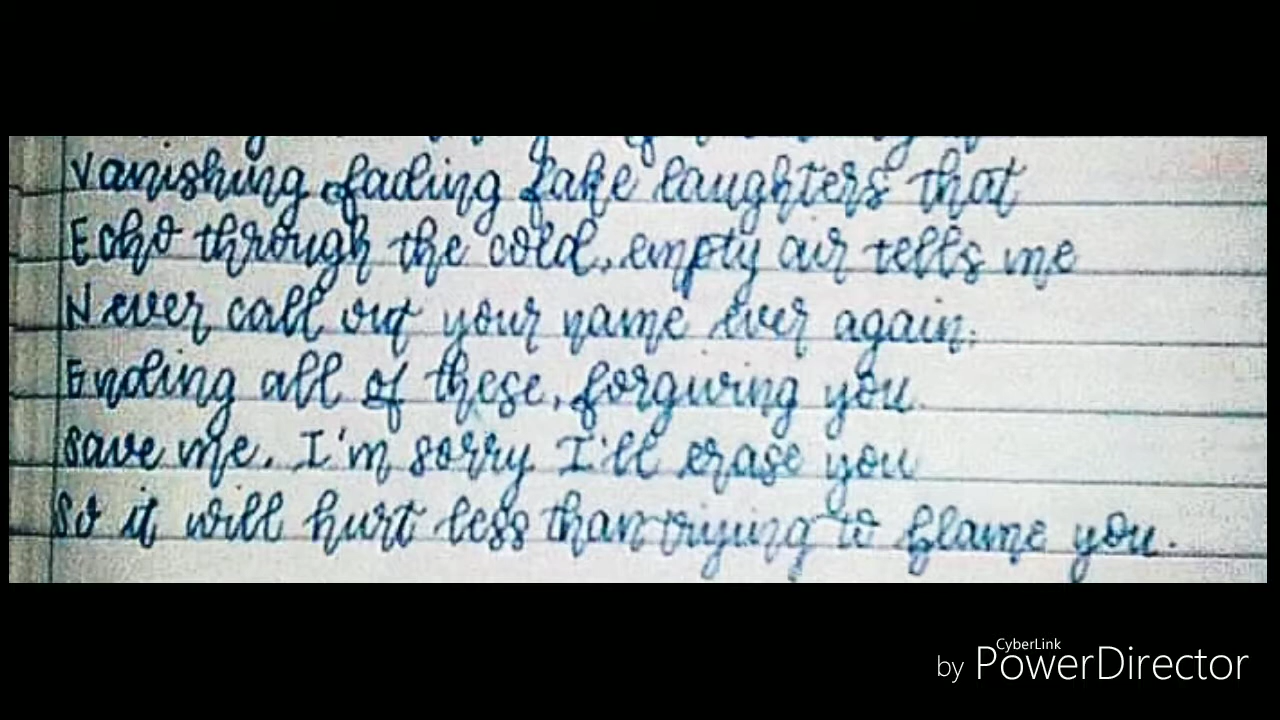 Vanishing fading fake laughters that
Echo through the cold, empty air tells me
Never call out your name ever again.
Ending all of these, forgiving you.
Save me. I'm sorry I'll erase you
So it will hurt less than trying to blame you.
CyberLink
by PowerDirector